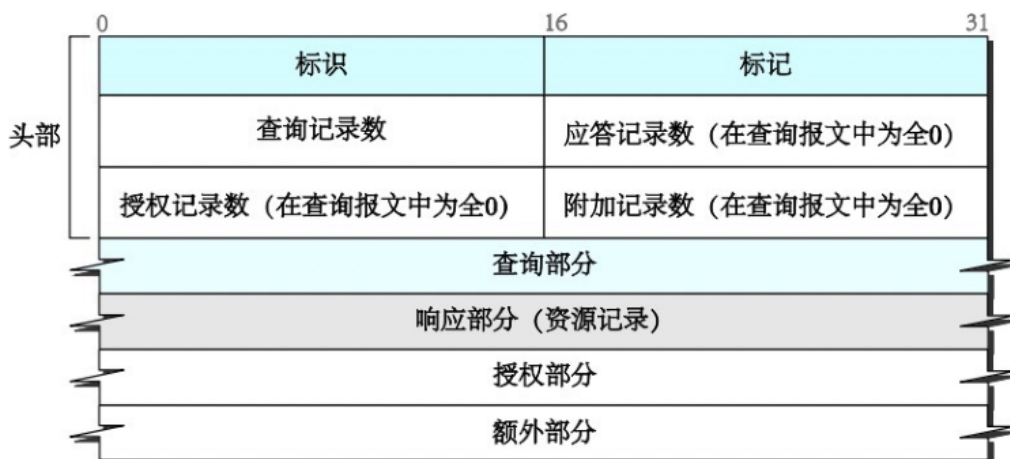 0 16 31
标识 标记
头部
查询记录数 应答记录数（在查询报文中为全0）
授权记录数（在查询报文中为全0） 附加记录数（在查询报文中为全0）
查询部分
响应部分（资源记录）
授权部分
额外部分